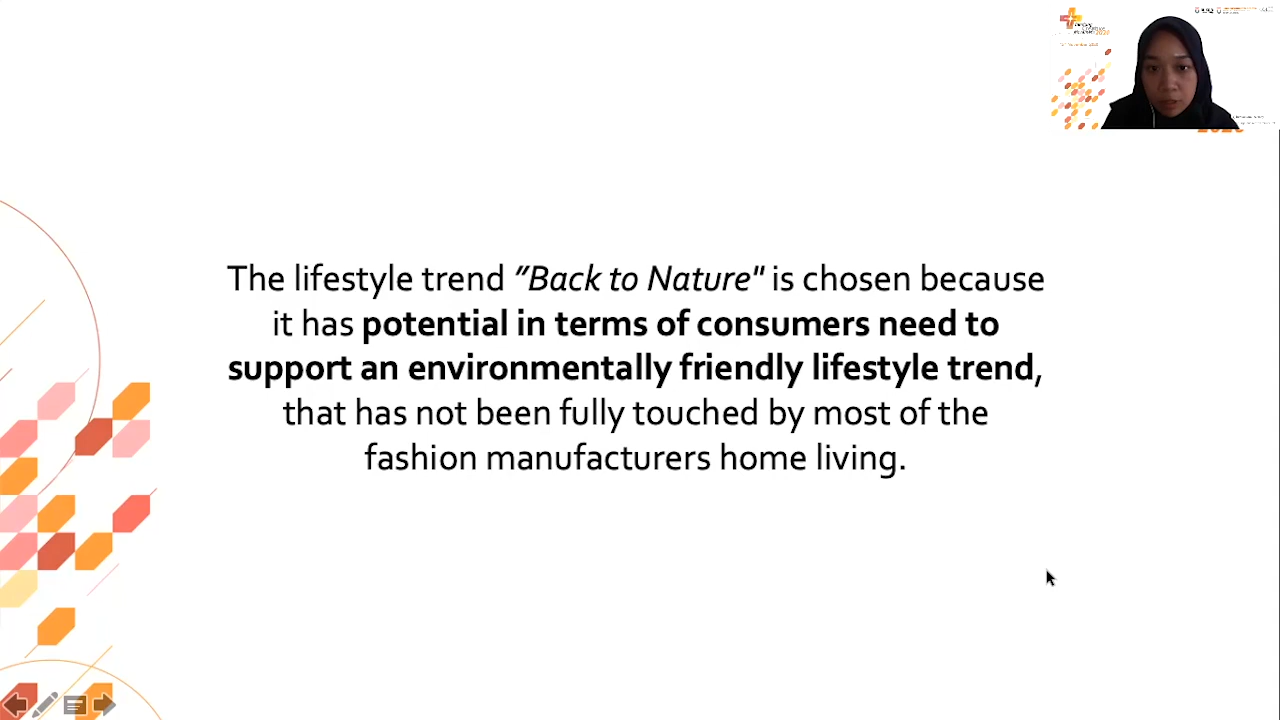 The lifestyle trend ”Back to Nature" is chosen because
it has potential in terms of consumers need to
support an environmentally friendly lifestyle trend,
that has not been fully touched by most of the
fashion manufacturers home living.